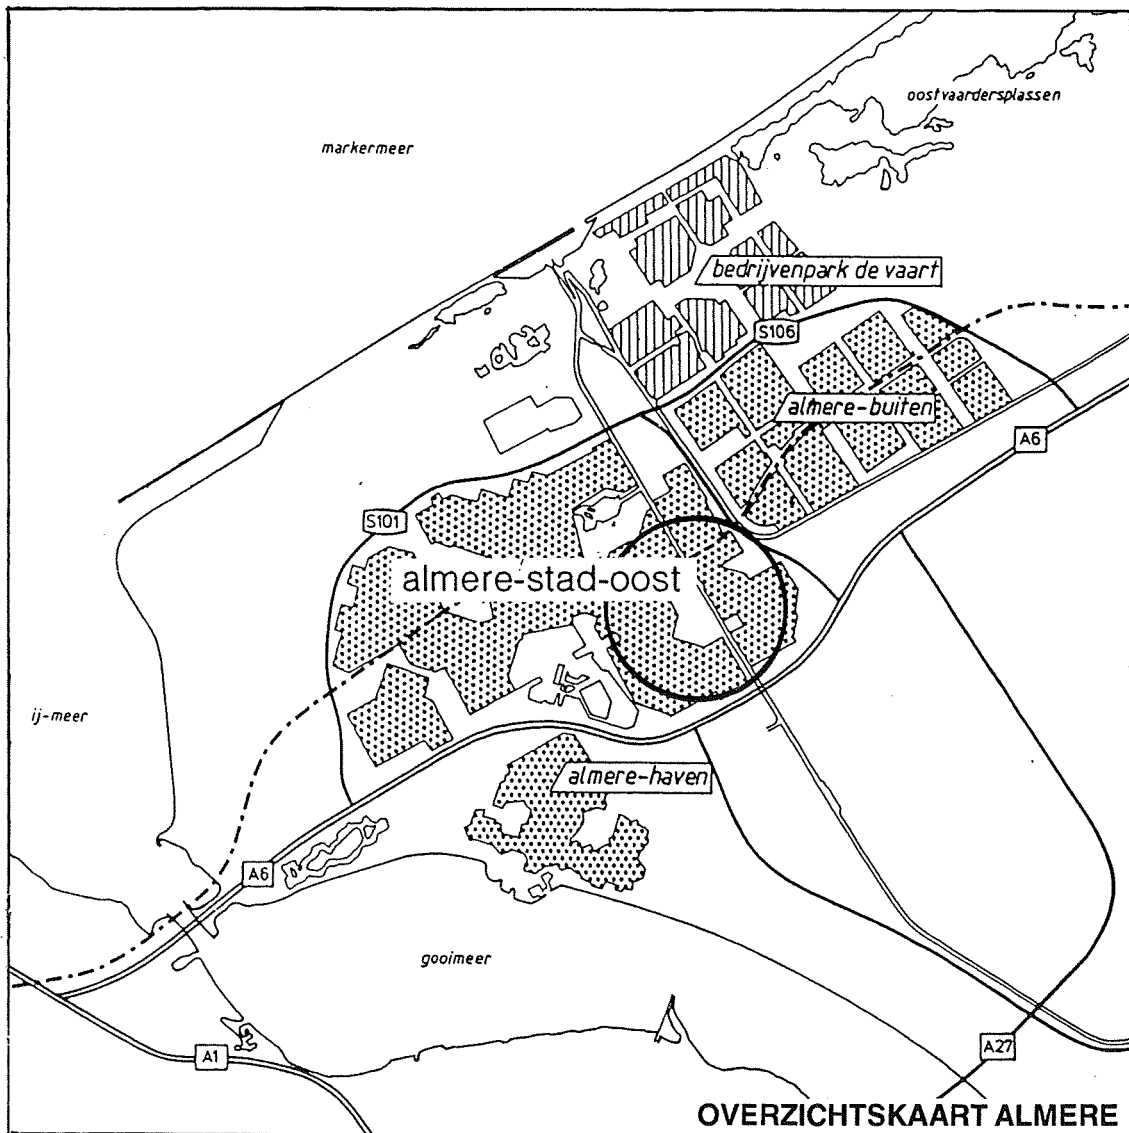 oostvaardersplassen
markermeer
bedrijvenpark de vaart
S106
almere-buiten
A6
S101
almere-stad-oost
ij-meer
almere-haven
A6
gooimeer
A1
A27
OVERZICHTSKAART ALMERE